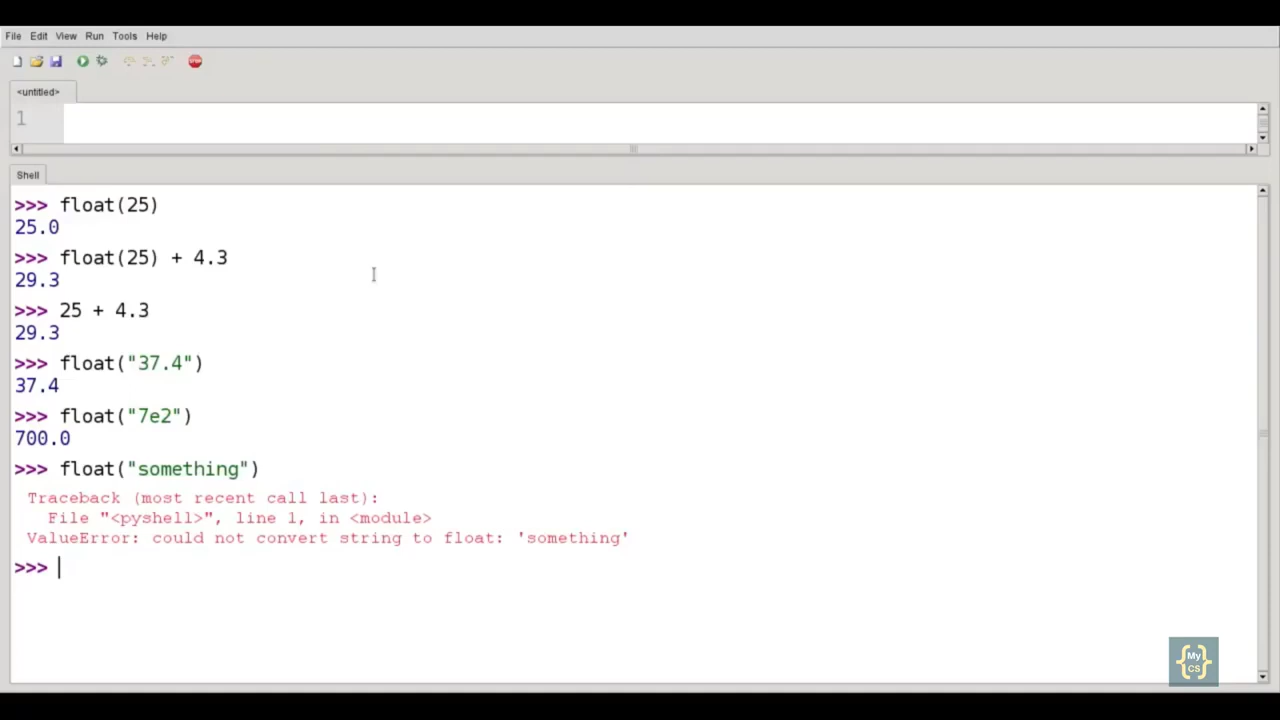 File Edit View Run Tools Help
STOP
<untitled>
1
Shell
>>> float(25)
25.0
>>> float(25) + 4.3
29.3
>>> 25 + 4.3
29.3
>>> float("37.4")
37.4
>>> float("7e2")
700.0
>>> float("something")
Traceback (most recent call last):
File "<pyshell>", line 1, in <module>
ValueError: could not convert string to float: 'something'
>>>
{My
CS}